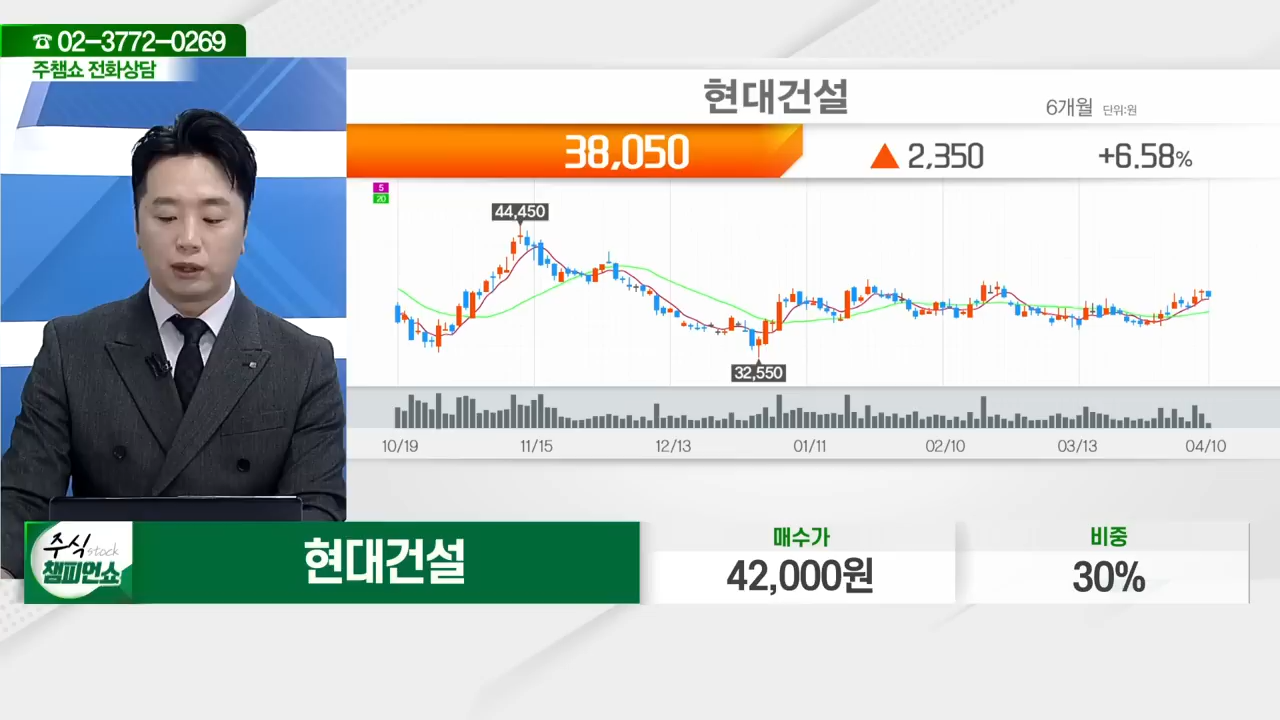 ☎ 02-3772-0269
주챔쇼 전화상담
현대건설
6개월 단위:원
38,050 ▲ 2,350 +6.58%
5
20
44,450
32,550
10/19 11/15 12/13 01/11 02/10 03/13 04/10
주식 stock
챔피언쇼
현대건설
매수가
42,000원
비중
30%